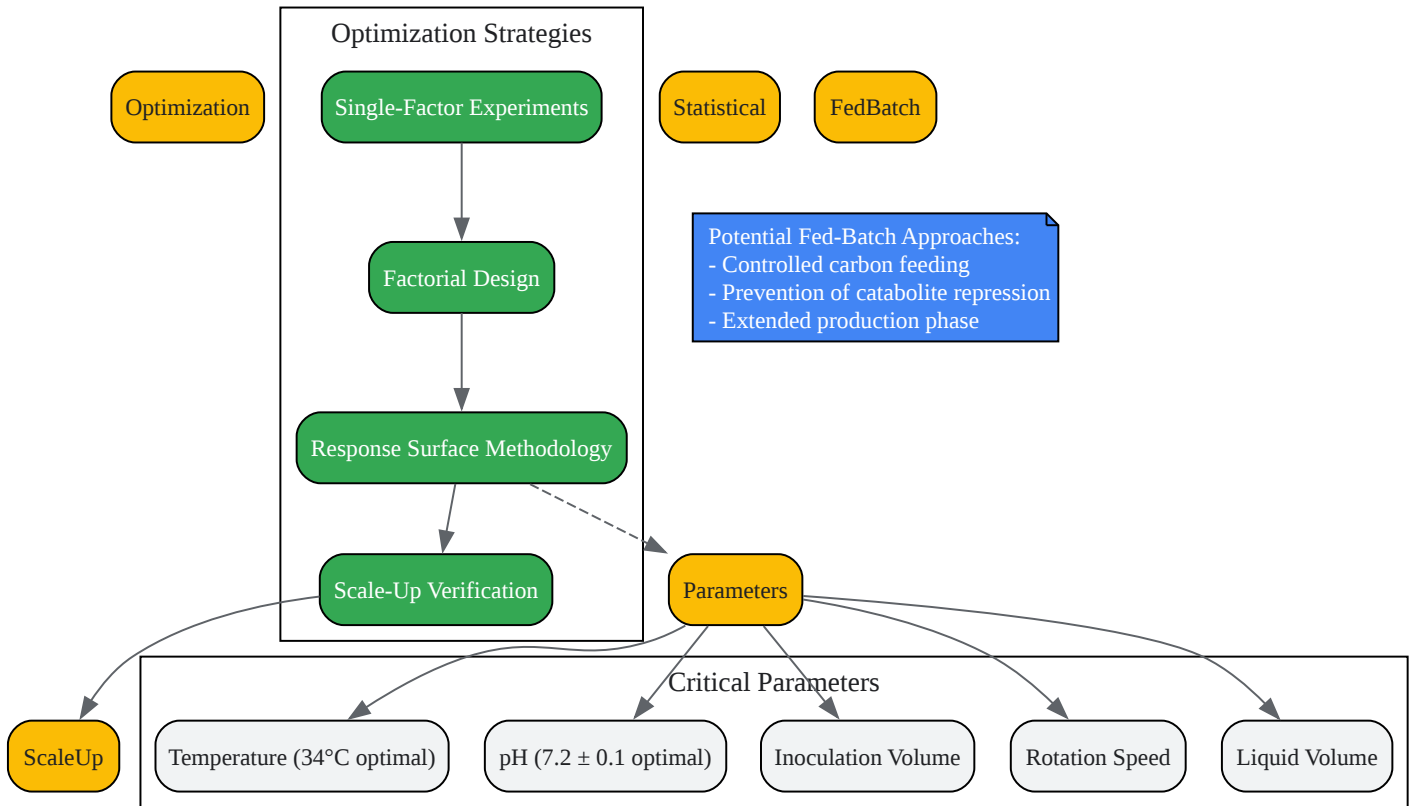 Optimization Strategies
Optimization
Single-Factor Experiments
Statistical
FedBatch
Potential Fed-Batch Approaches:
- Controlled carbon feeding
- Prevention of catabolite repression
- Extended production phase
Factorial Design
Response Surface Methodology
Scale-Up Verification
Parameters
Critical Parameters
ScaleUp
Temperature (34°C optimal)
pH (7.2 ± 0.1 optimal)
Inoculation Volume
Rotation Speed
Liquid Volume